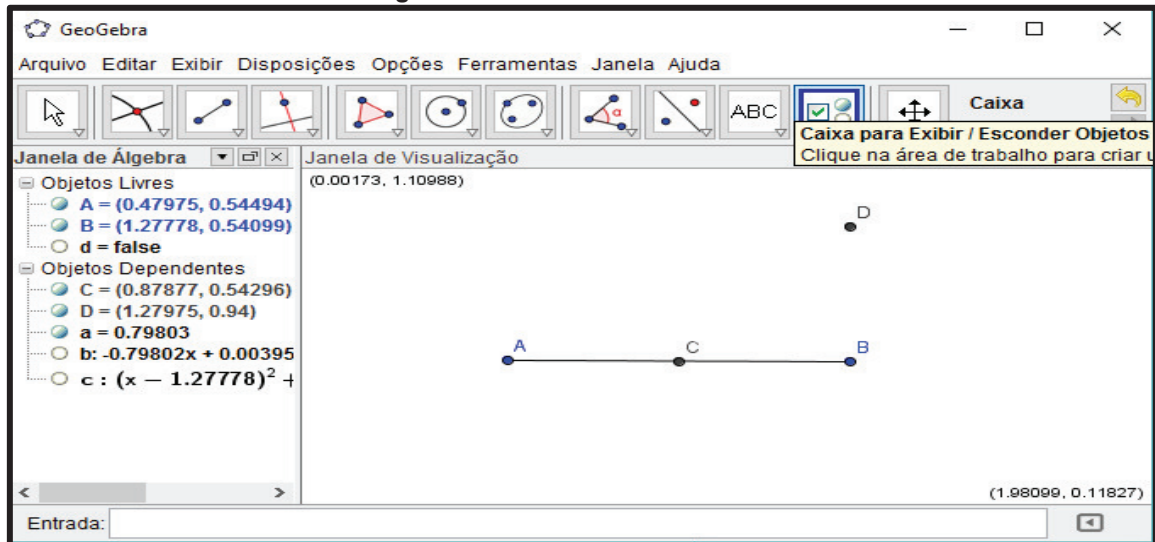 GeoGebra
Arquivo Editar Exibir Disposições Opções Ferramentas Janela Ajuda
ABC
Caixa
Caixa para Exibir / Esconder Objetos
Clique na área de trabalho para criar
Janela de Álgebra
Janela de Visualização
Objetos Livres
A = (0.47975, 0.54494)
B = (1.27778, 0.54099)
d = false
Objetos Dependentes
C = (0.87877, 0.54296)
D = (1.27975, 0.94)
a = 0.79803
b: -0.79802x + 0.00395
c : (x − 1.27778)² +
(0.00173, 1.10988)
D
A
C
B
(1.98099, 0.11827)
Entrada: